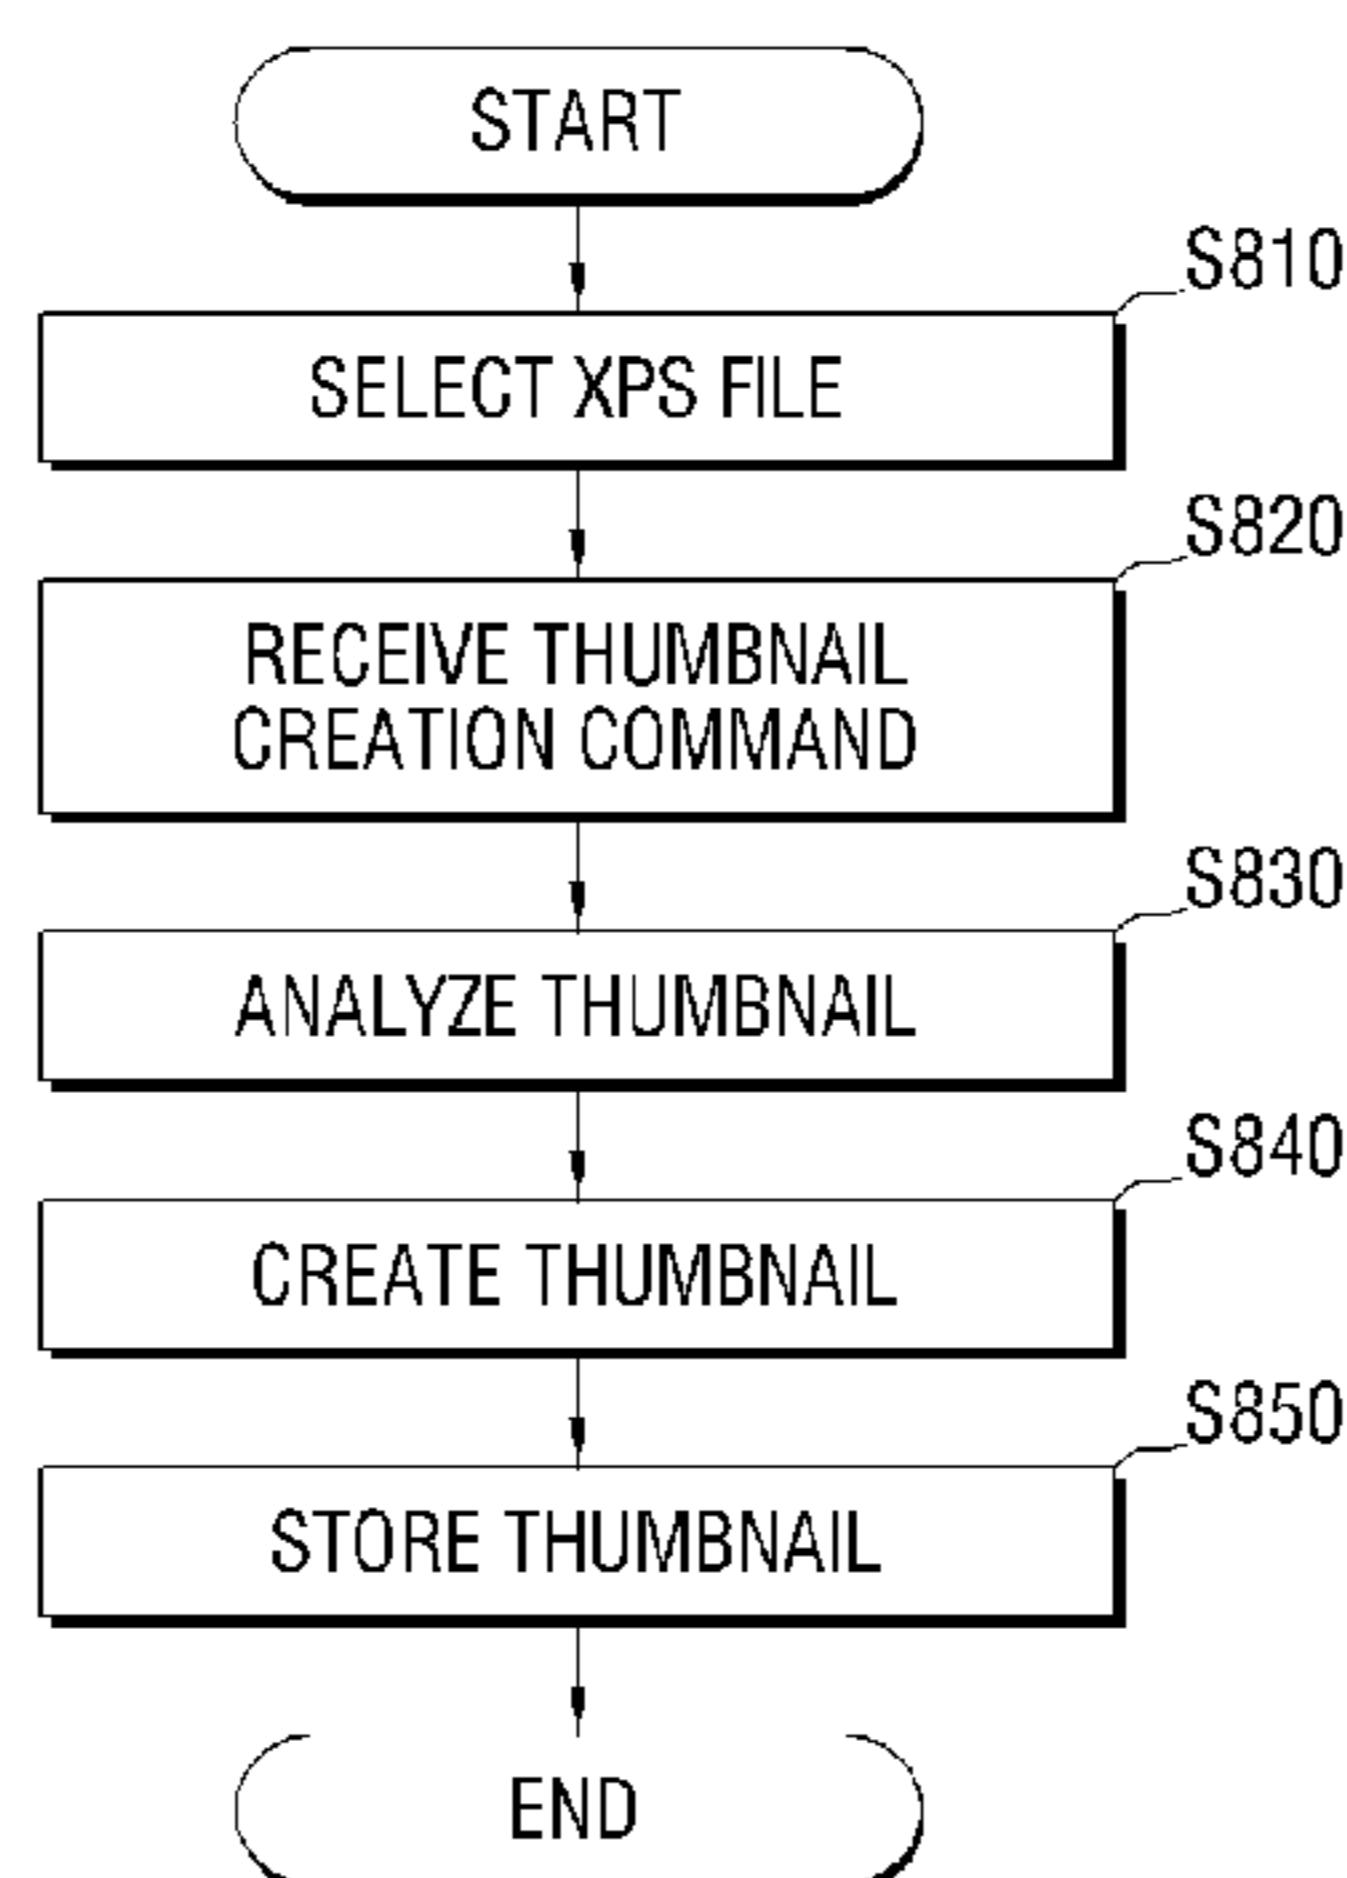 START
S810
SELECT XPS FILE
S820
RECEIVE THUMBNAIL
CREATION COMMAND
S830
ANALYZE THUMBNAIL
S840
CREATE THUMBNAIL
S850
STORE THUMBNAIL
END